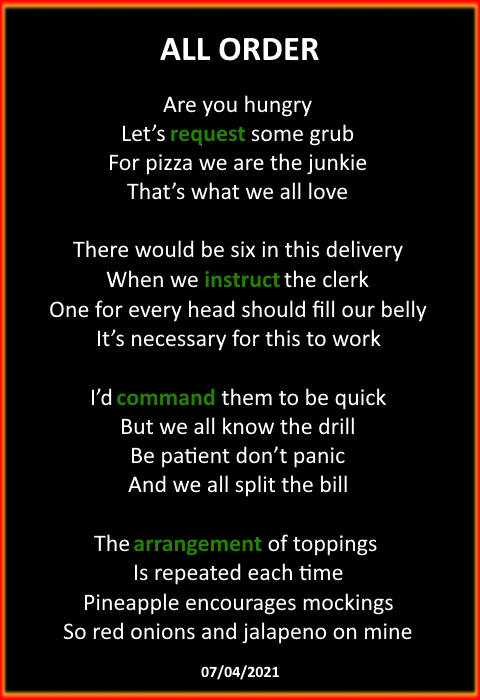 ALL ORDER
Are you hungry
Let's request some grub
For pizza we are the junkie
That's what we all love
There would be six in this delivery
When we instruct the clerk
One for every head should fill our belly
It's necessary for this to work
I'd command them to be quick
But we all know the drill
Be patient don't panic
And we all split the bill
The arrangement of toppings
Is repeated each time
Pineapple encourages mockings
So red onions and jalapeno on mine
07/04/2021